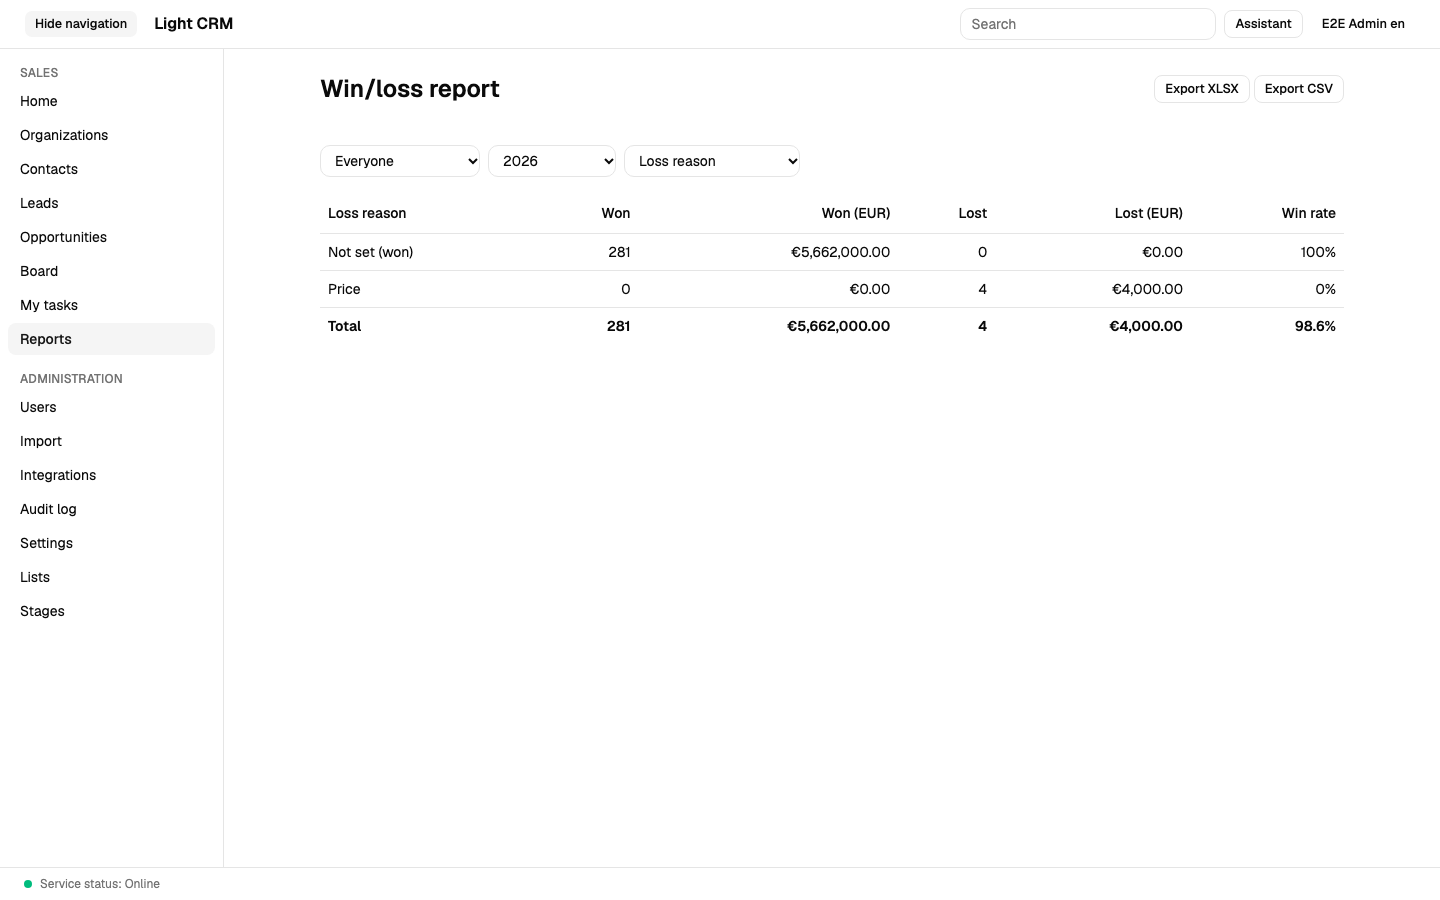 Hide navigation Light CRM Search Assistant E2E Admin en
SALES
Home
Organizations
Contacts
Leads
Opportunities
Board
My tasks
Reports
ADMINISTRATION
Users
Import
Integrations
Audit log
Settings
Lists
Stages
Win/loss report Export XLSX Export CSV
Everyone 2026 Loss reason
Loss reason Won Won (EUR) Lost Lost (EUR) Win rate
Not set (won) 281 €5,662,000.00 0 €0.00 100%
Price 0 €0.00 4 €4,000.00 0%
Total 281 €5,662,000.00 4 €4,000.00 98.6%
Service status: Online